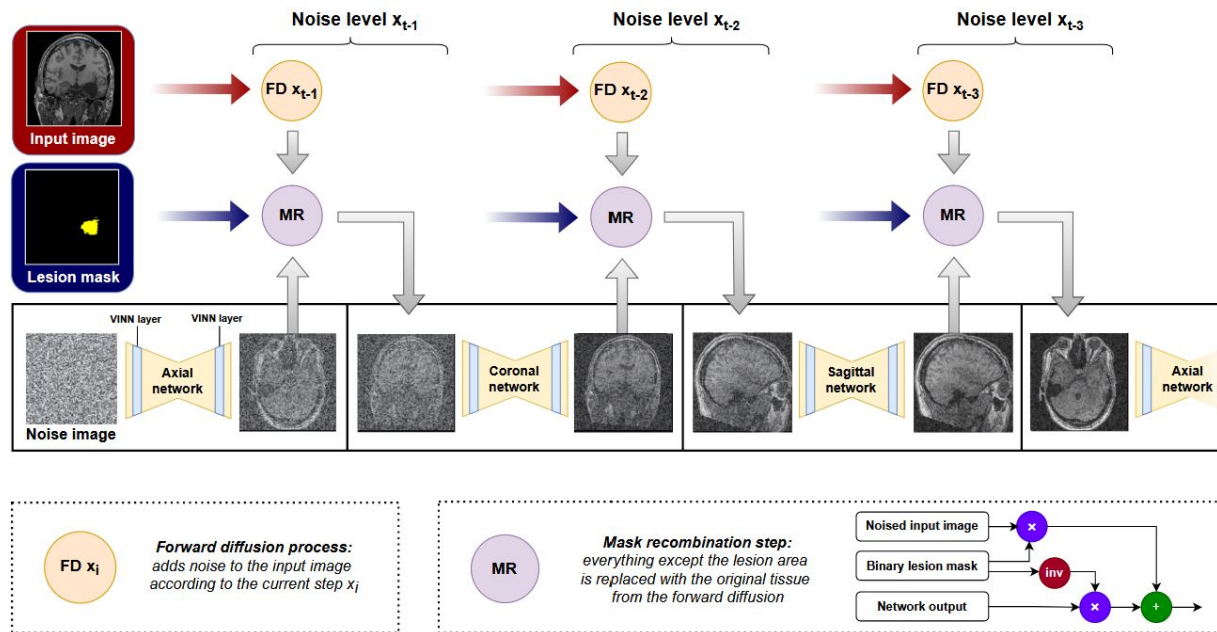 Noise level xt-1
Noise level xt-2
Noise level xt-3
Input image
FD xt-1
FD xt-2
FD xt-3
Lesion mask
MR
MR
MR
VINN layer
VINN layer
Noise image
Axial
network
Coronal
network
Sagittal
network
Axial
network
FD xi
Forward diffusion process:
adds noise to the input image
according to the current step xi
MR
Mask recombination step:
everything except the lesion area
is replaced with the original tissue
from the forward diffusion
Noised input image
Binary lesion mask
Network output
×
inv
×
+